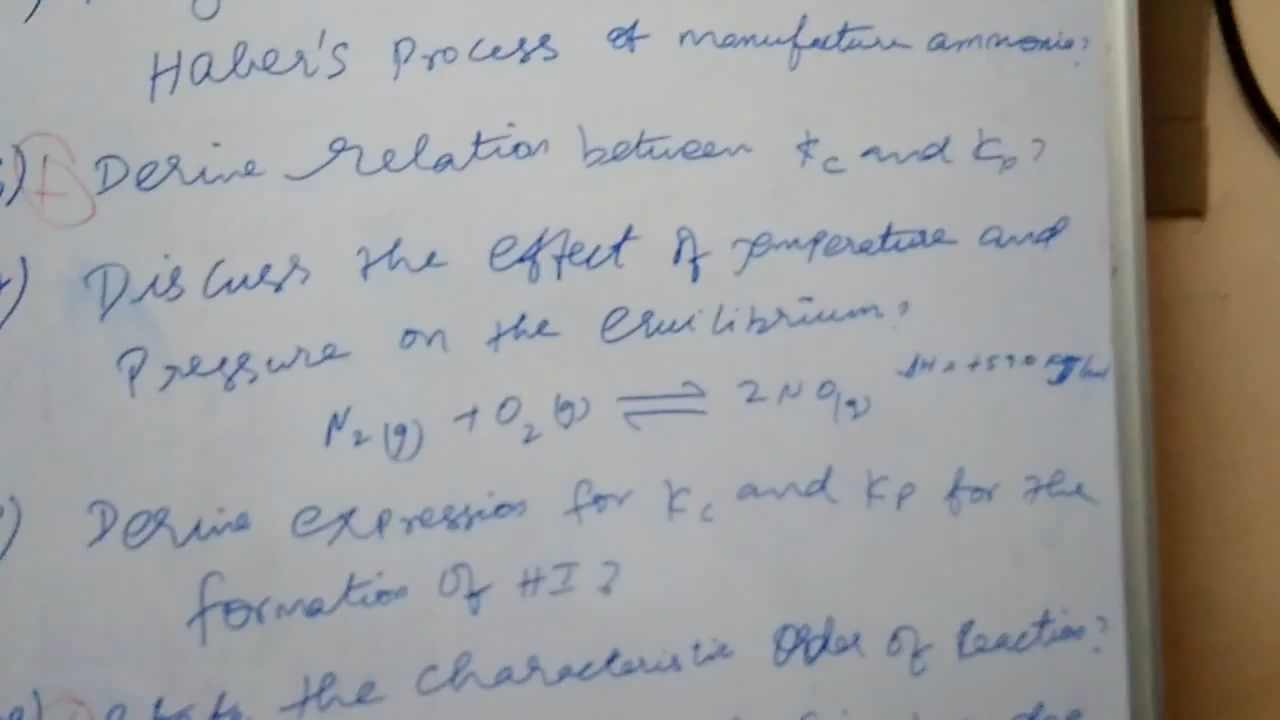 Haber's Process of manufacture ammonia?
Derive relation between Kc and Kp?
Discuss the effect of temperature and
Pressure on the equilibrium?
N2(g) + O2(g) ⇌ 2NO(g)
Derive expression for Kc and KP for the
formation of HI?
the characteristic order of reaction?